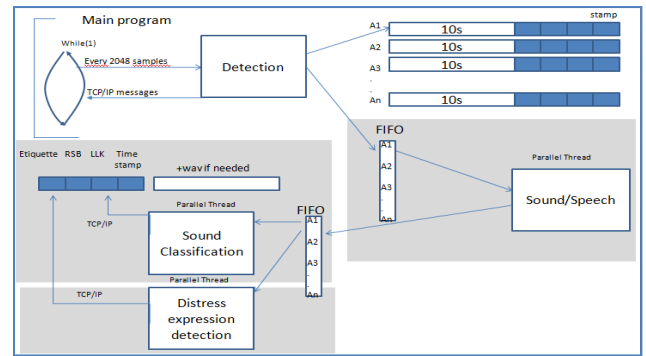 Main program
stamp
While(1)
Every 2048 samples
TCP/IP messages
Detection
A1
10s
A2
10s
A3
10s
.
.
An
10s
FIFO
A1
A2
A3
.
.
An
Parallel Thread
Sound/Speech
Etiquette RSB LLK Time
stamp
+wav if needed
Parallel Thread
TCP/IP
Sound
Classification
FIFO
A1
A2
A3
.
.
An
Parallel Thread
TCP/IP
Distress
expression
detection